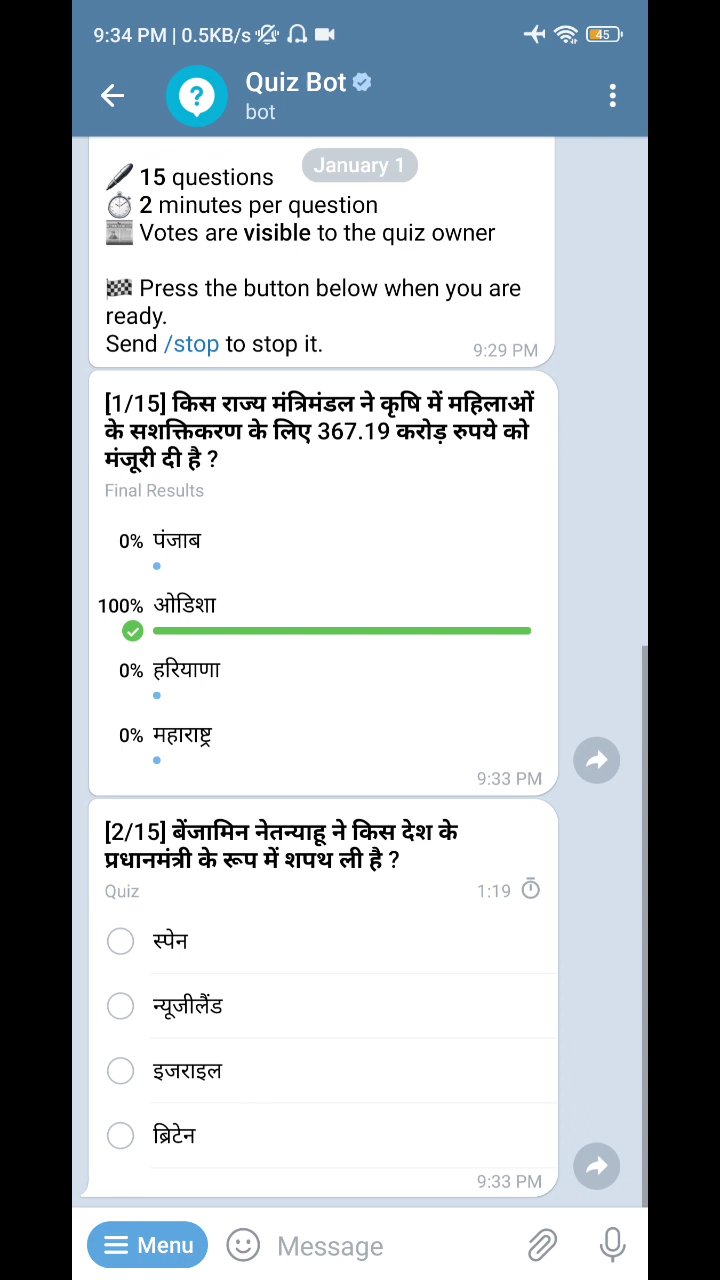 9:34 PM | 0.5KB/s
45
Quiz Bot
bot
January 1
15 questions
2 minutes per question
Votes are visible to the quiz owner
Press the button below when you are
ready.
Send /stop to stop it.
9:29 PM
[1/15] किस राज्य मंत्रिमंडल ने कृषि में महिलाओं
के सशक्तिकरण के लिए 367.19 करोड़ रुपये को
मंजूरी दी है ?
Final Results
0% पंजाब
100% ओडिशा
0% हरियाणा
0% महाराष्ट्र
9:33 PM
[2/15] बेंजामिन नेतन्याहू ने किस देश के
प्रधानमंत्री के रूप में शपथ ली है ?
Quiz 1:19
स्पेन
न्यूजीलैंड
इजराइल
ब्रिटेन
9:33 PM
Menu Message